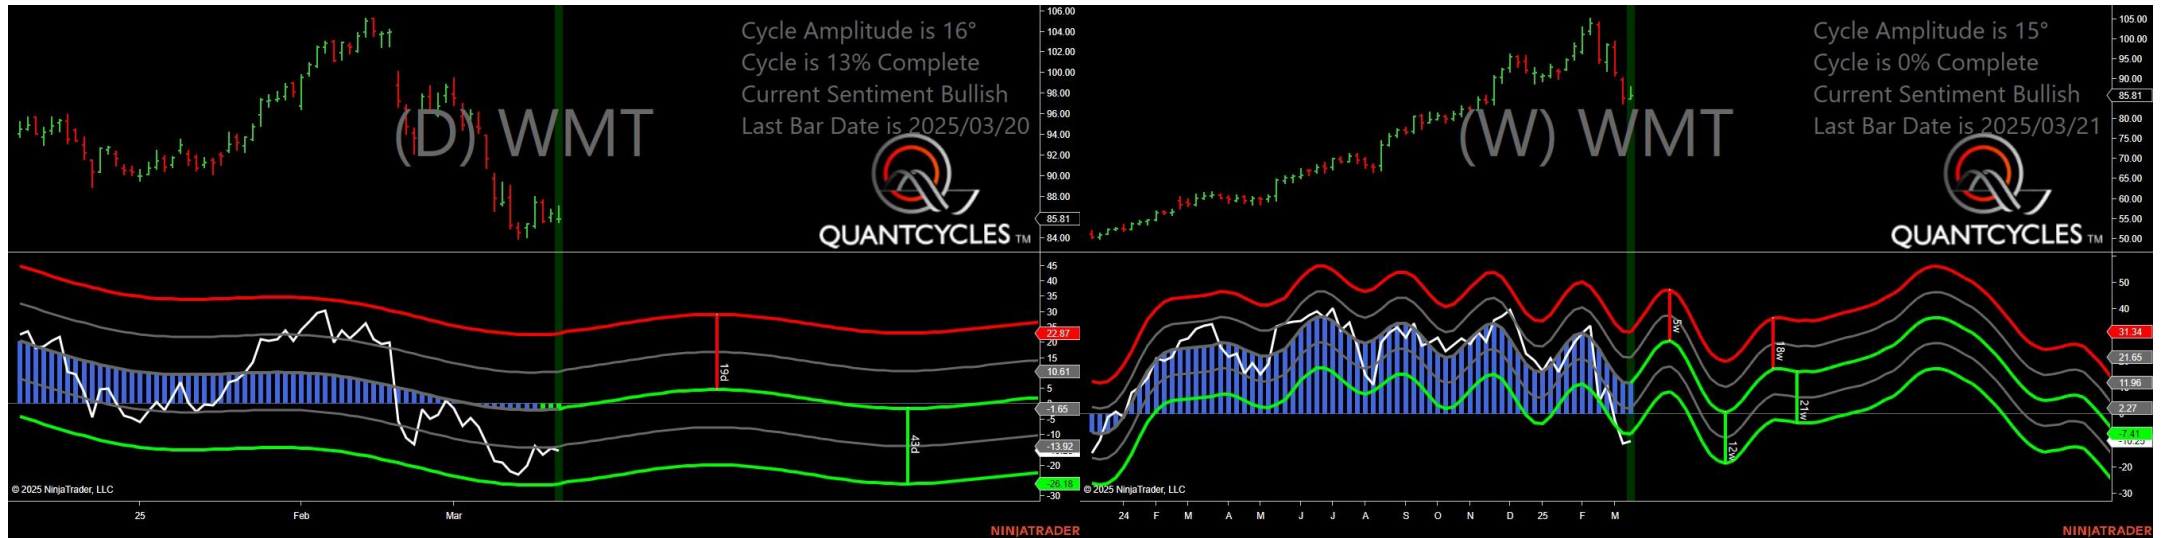 Cycle Amplitude is 16°
Cycle is 13% Complete
Current Sentiment Bullish
Last Bar Date is 2025/03/20
(D) WMT
QUANTCYCLES TM
106.00
104.00
102.00
100.00
98.00
96.00
94.00
92.00
90.00
88.00
85.81
84.00
45
40
35
30
22.87
20
15
10.61
5
-1.65
-5
-10
-13.92
-20
-26.18
-30
19d
43d
© 2025 NinjaTrader, LLC
25 Feb Mar
NINJATRADER
Cycle Amplitude is 15°
Cycle is 0% Complete
Current Sentiment Bullish
Last Bar Date is 2025/03/21
(W) WMT
QUANTCYCLES TM
105.00
100.00
95.00
90.00
85.81
80.00
75.00
70.00
65.00
60.00
55.00
50.00
50
40
31.34
21.65
11.96
2.27
-7.41
-20
-30
5w
12w
18w
21w
© 2025 NinjaTrader, LLC
24 F M A M J J A S O N D 25 F M
NINJATRADER